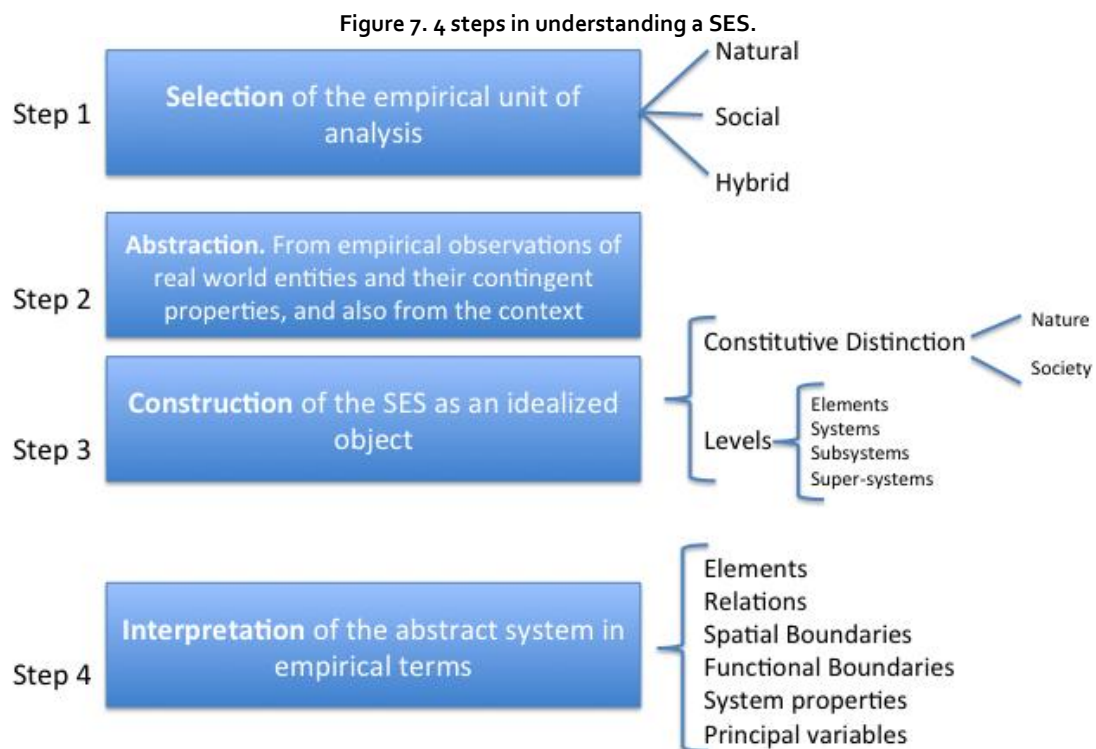 Figure 7. 4 steps in understanding a SES.
Step 1
Selection of the empirical unit of
analysis
Natural
Social
Hybrid
Step 2
Abstraction. From empirical observations of
real world entities and their contingent
properties, and also from the context
Step 3
Construction of the SES as an idealized
object
Constitutive Distinction
Nature
Society
Levels
Elements
Systems
Subsystems
Super-systems
Step 4
Interpretation of the abstract system in
empirical terms
Elements
Relations
Spatial Boundaries
Functional Boundaries
System properties
Principal variables